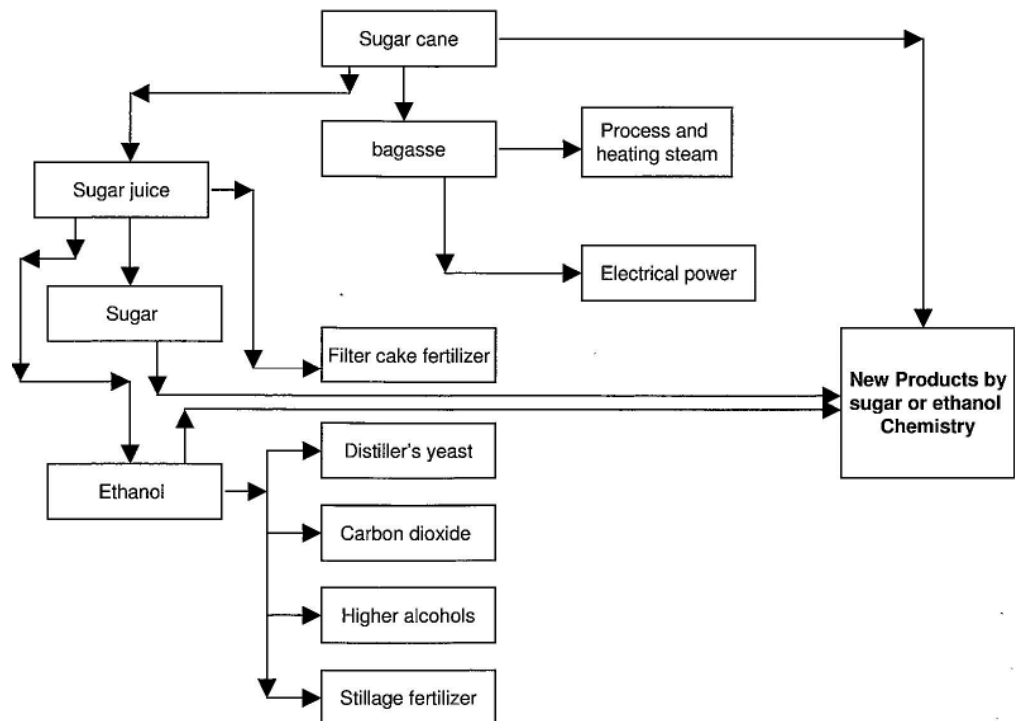 Sugar cane
bagasse
Process and
heating steam
Sugar juice
Electrical power
Sugar
Filter cake fertilizer
New Products by
sugar or ethanol
Chemistry
Distiller's yeast
Ethanol
Carbon dioxide
Higher alcohols
Stillage fertilizer